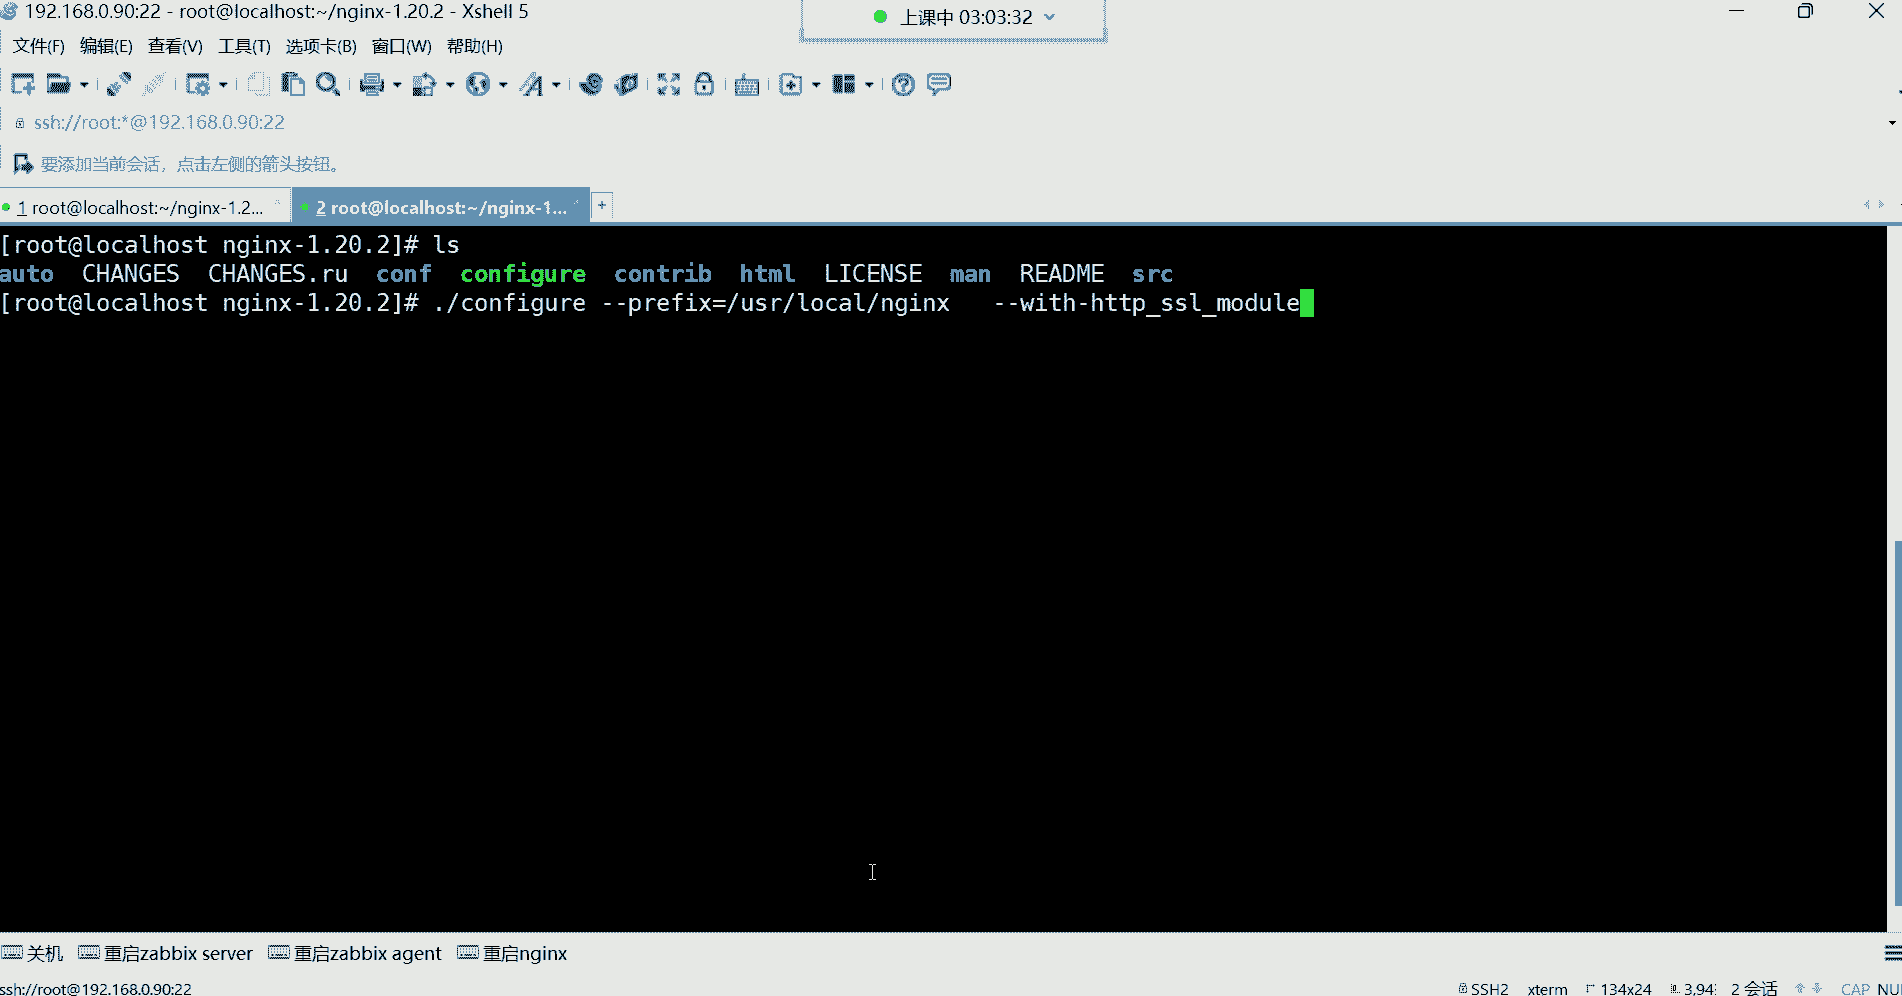 192.168.0.90:22 - root@localhost:~/nginx-1.20.2 - Xshell 5
上课中 03:03:32
文件(F) 编辑(E) 查看(V) 工具(T) 选项卡(B) 窗口(W) 帮助(H)
ssh://root:*@192.168.0.90:22
要添加当前会话，点击左侧的箭头按钮。
1 root@localhost:~/nginx-1.2... 2 root@localhost:~/nginx-1... +
[root@localhost nginx-1.20.2]# ls
auto CHANGES CHANGES.ru conf configure contrib html LICENSE man README src
[root@localhost nginx-1.20.2]# ./configure --prefix=/usr/local/nginx --with-http_ssl_module
关机 重启zabbix server 重启zabbix agent 重启nginx
ssh://root@192.168.0.90:22 SSH2 xterm 134x24 3,94 2 会话 CAP NU